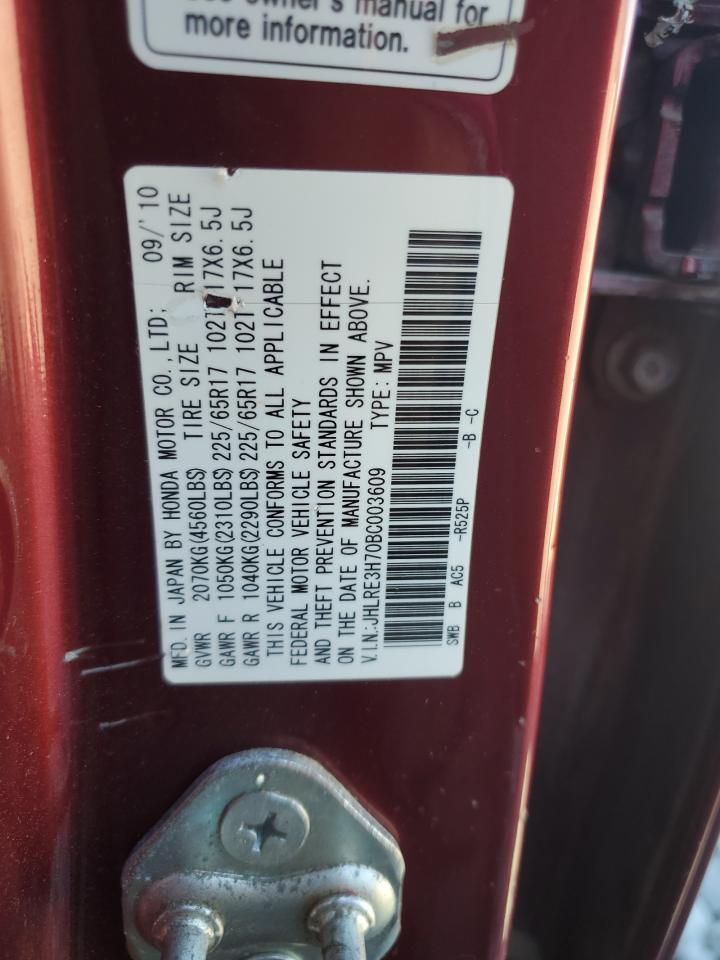 manual for
more information.
MFD. IN JAPAN BY HONDA MOTOR CO.,LTD; 09/'10
GVWR 2070KG(4560LBS) TIRE SIZE RIM SIZE
GAWR F 1050KG(2310LBS)225/65R17 102T 17X6.5J
GAWR R 1040KG(2290LBS)225/65R17 102T 17X6.5J
THIS VEHICLE CONFORMS TO ALL APPLICABLE
FEDERAL MOTOR VEHICLE SAFETY
AND THEFT PREVENTION STANDARDS IN EFFECT
ON THE DATE OF MANUFACTURE SHOWN ABOVE.
V.I.N:JHLRE3H70BC003609 TYPE:MPV
SWB B AC5 -R525P -B -C